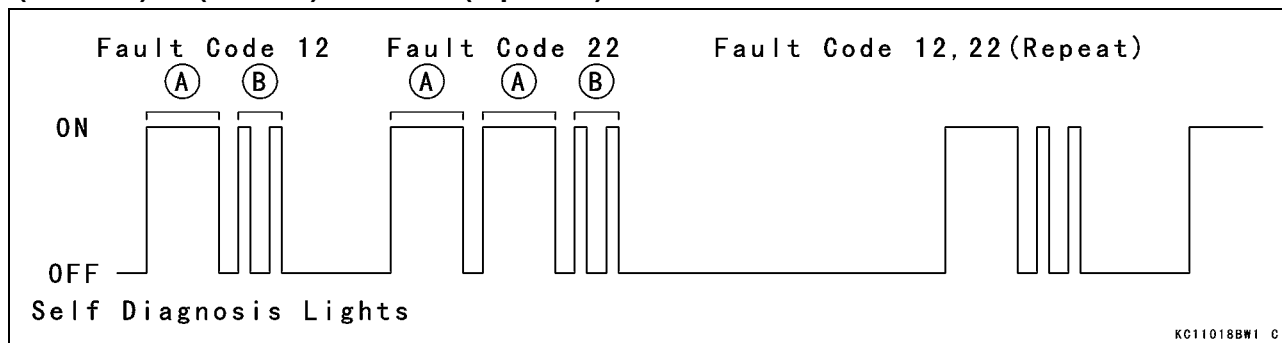 Fault Code 12 Fault Code 22 Fault Code 12,22(Repeat)
A B A A B
ON
OFF
Self Diagnosis Lights
KC11018BW1 C